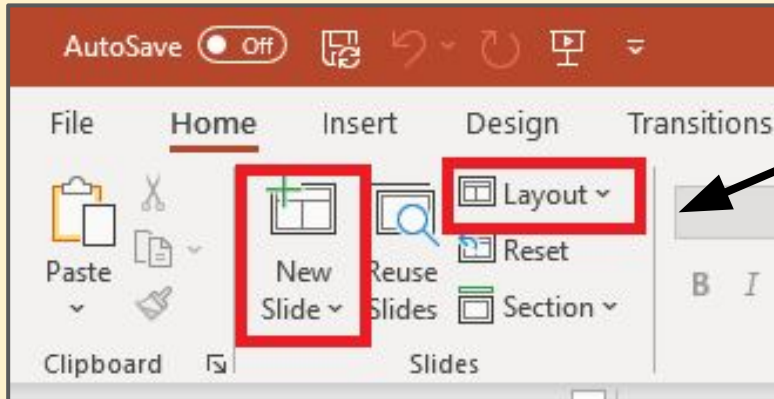 AutoSave Off
File Home Insert Design Transitions
Layout
Paste New Reuse Reset
Slide Slides Section
B I
Clipboard Slides